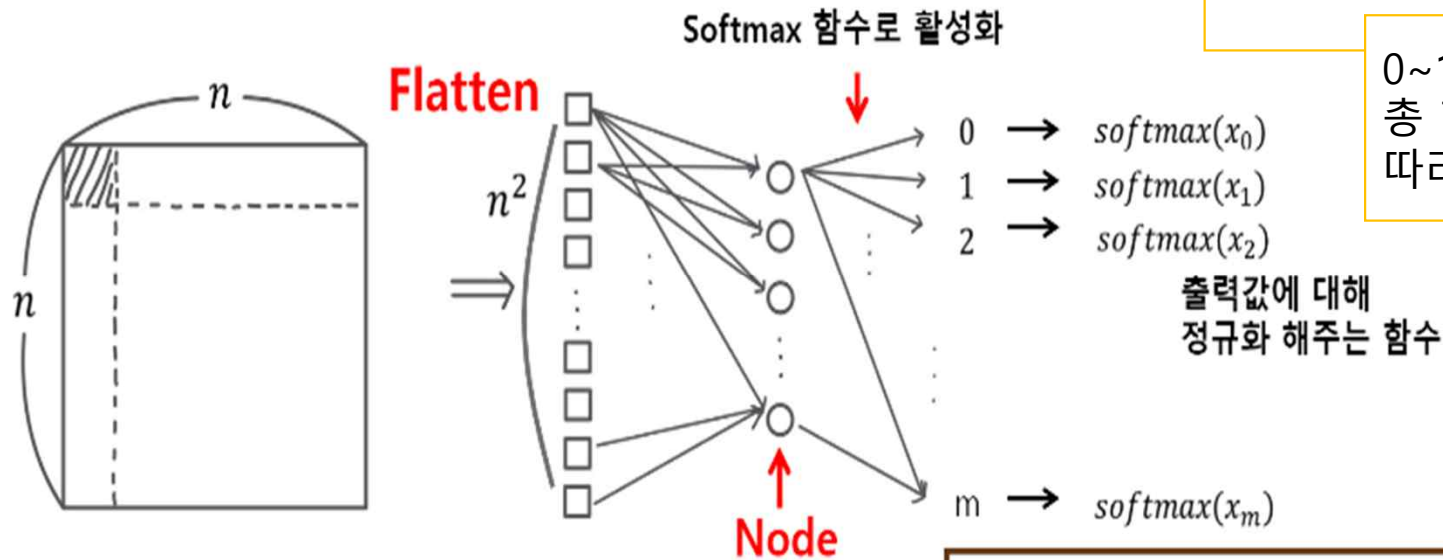 Softmax 함수로 활성화
0~1
총
따라
n
Flatten
n
n²
0 → softmax(x₀)
1 → softmax(x₁)
2 → softmax(x₂)
출력값에 대해
정규화 해주는 함수
m → softmax(xₘ)
Node